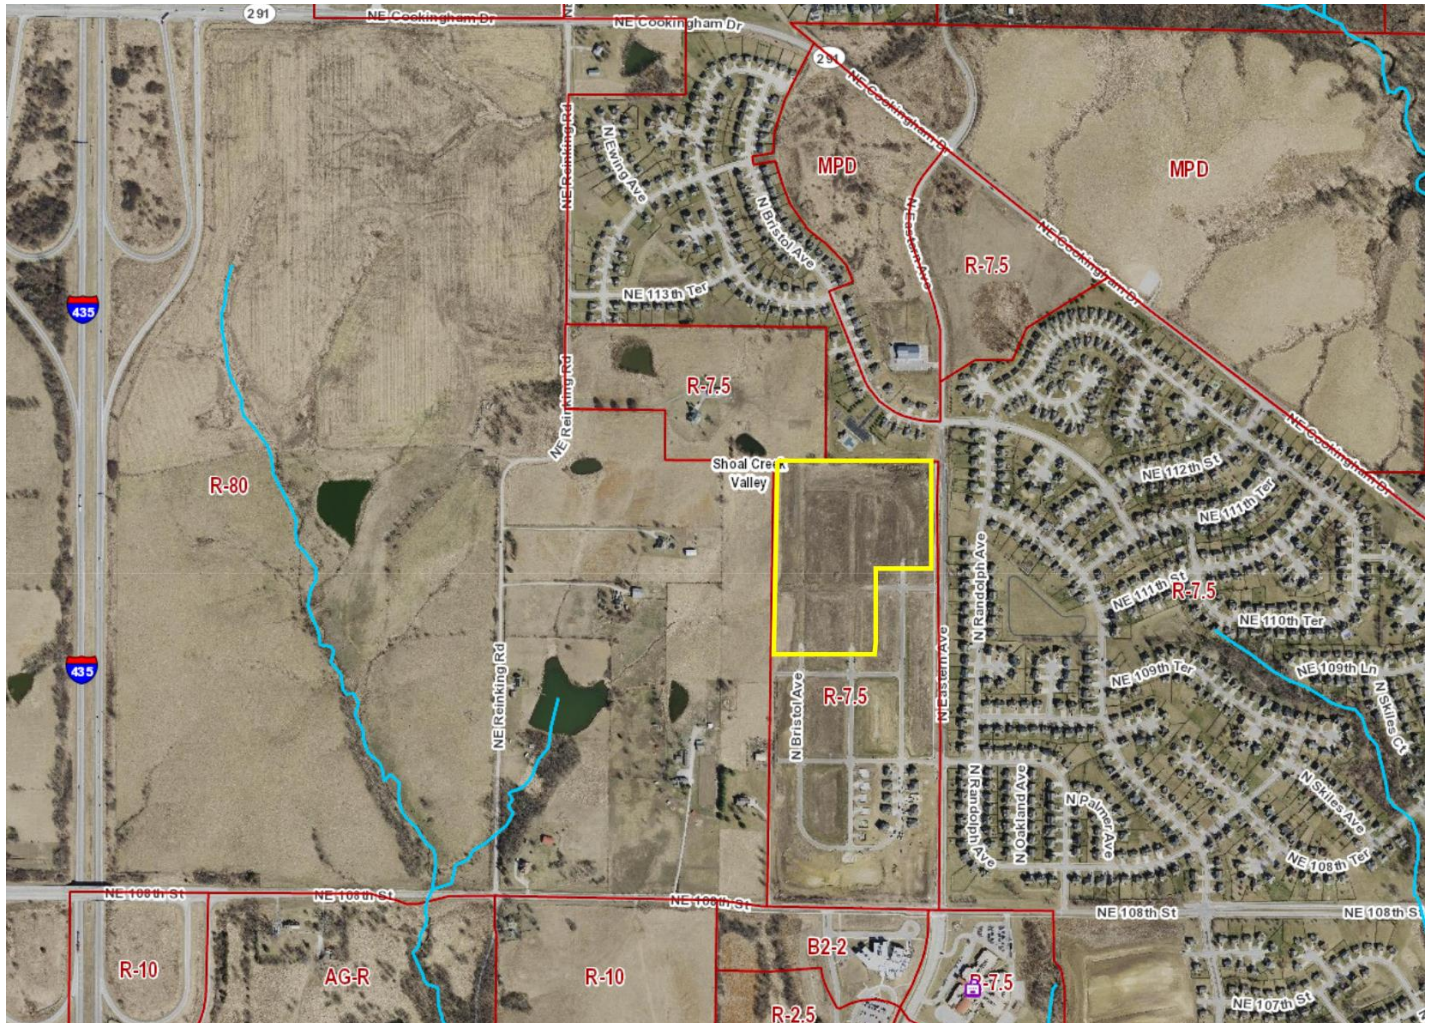 291
NE Cookingham Dr
NE Cookingham Dr
291
NE Cookingham Dr
NE Reinking Rd
N Ewing Ave
MPD
MPD
N Bristol Ave
N Eastern Ave
NE Cookingham Dr
R-7.5
NE 113th Ter
435
NE Reinking Rd
R-7.5
NE Cookingham Dr
Shoal Creek
Valley
NE 112th St
R-80
NE 111th Ter
N Randolph Ave
NE 111th St
R-7.5
NE 110th Ter
435
NE Reinking Rd
N Eastern Ave
NE 109th Ter
NE 109th Ln
N Bristol Ave
R-7.5
N Skiles Ct
N Randolph Ave
N Oakland Ave
N Palmer Ave
N Skiles Ave
NE 108th Ter
NE 108th St
NE 108th St
NE 108th St
NE 108th St
NE 108th S
R-10
AG-R
R-10
B2-2
R-7.5
NE 107th St
R-2.5